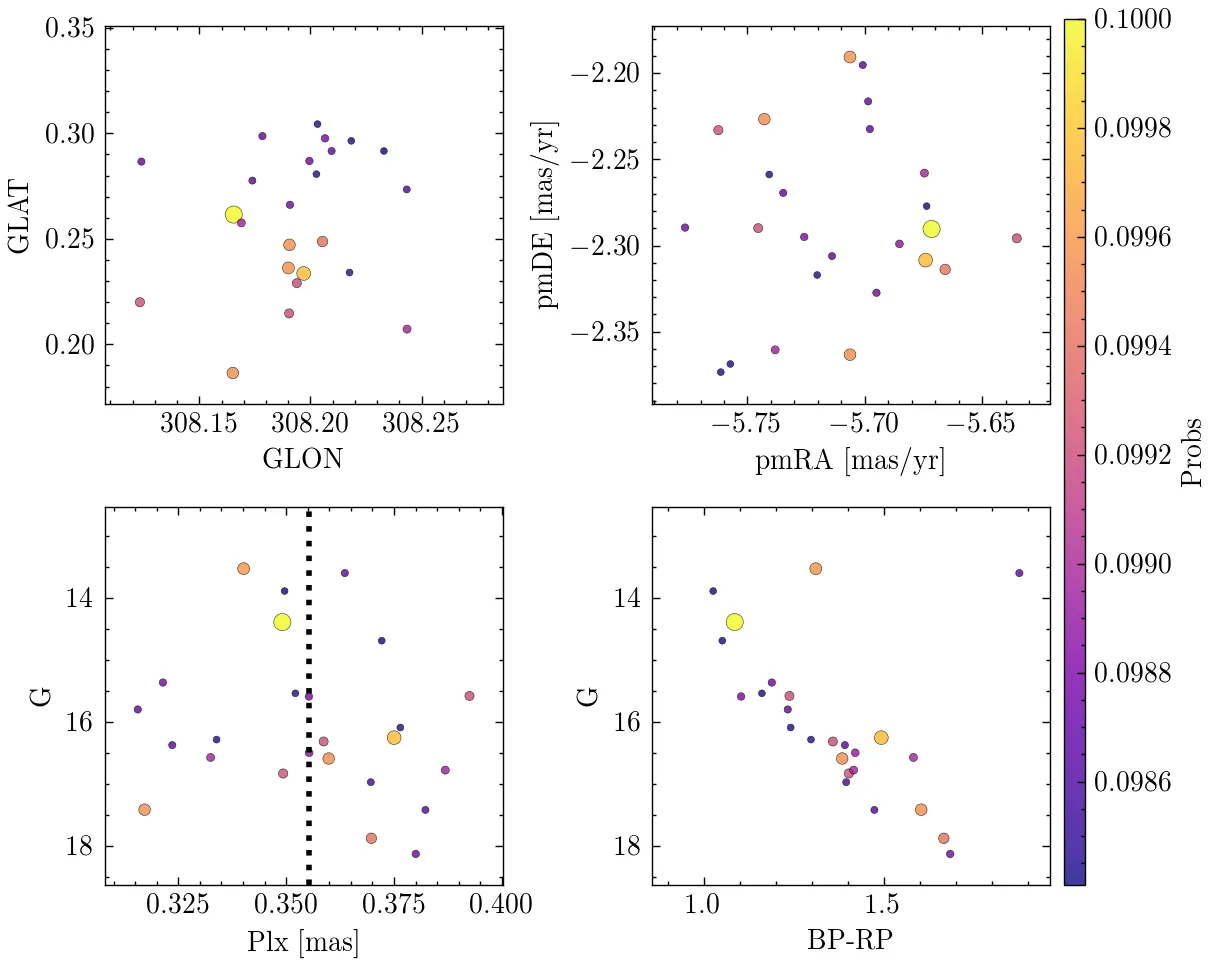 0.35
0.30
0.25
0.20
GLAT
308.15 308.20 308.25
GLON
−2.20
−2.25
−2.30
−2.35
pmDE [mas/yr]
−5.75 −5.70 −5.65
pmRA [mas/yr]
14
16
18
G
0.325 0.350 0.375 0.400
Plx [mas]
14
16
18
G
1.0 1.5
BP-RP
0.1000
0.0998
0.0996
0.0994
0.0992
0.0990
0.0988
0.0986
Probs